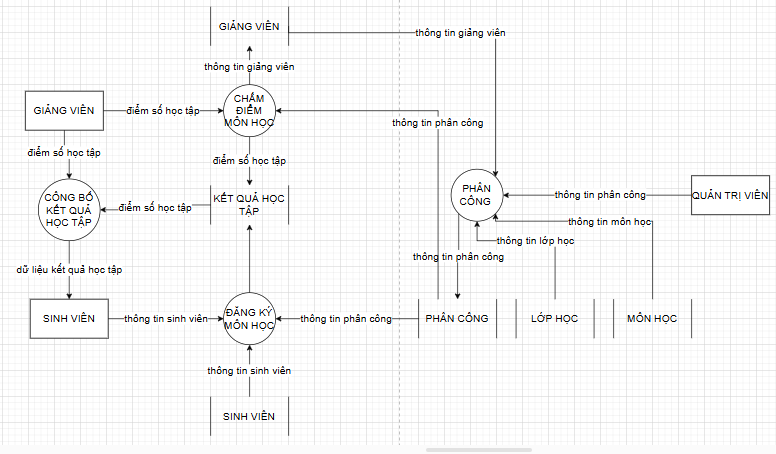 GIẢNG VIÊN
thông tin giảng viên
thông tin giảng viên
CHẤM
ĐIỂM
MÔN HỌC
GIẢNG VIÊN
điểm số học tập
thông tin phân công
điểm số học tập
điểm số học tập
CÔNG BỐ
KẾT QUẢ
HỌC TẬP
điểm số học tập
KẾT QUẢ HỌC
TẬP
PHÂN
CÔNG
thông tin phân công
QUẢN TRỊ VIÊN
thông tin môn học
thông tin lớp học
thông tin phân công
dữ liệu kết quả học tập
SINH VIÊN
thông tin sinh viên
ĐĂNG KÝ
MÔN HỌC
thông tin phân công
PHÂN CÔNG
LỚP HỌC
MÔN HỌC
thông tin sinh viên
SINH VIÊN